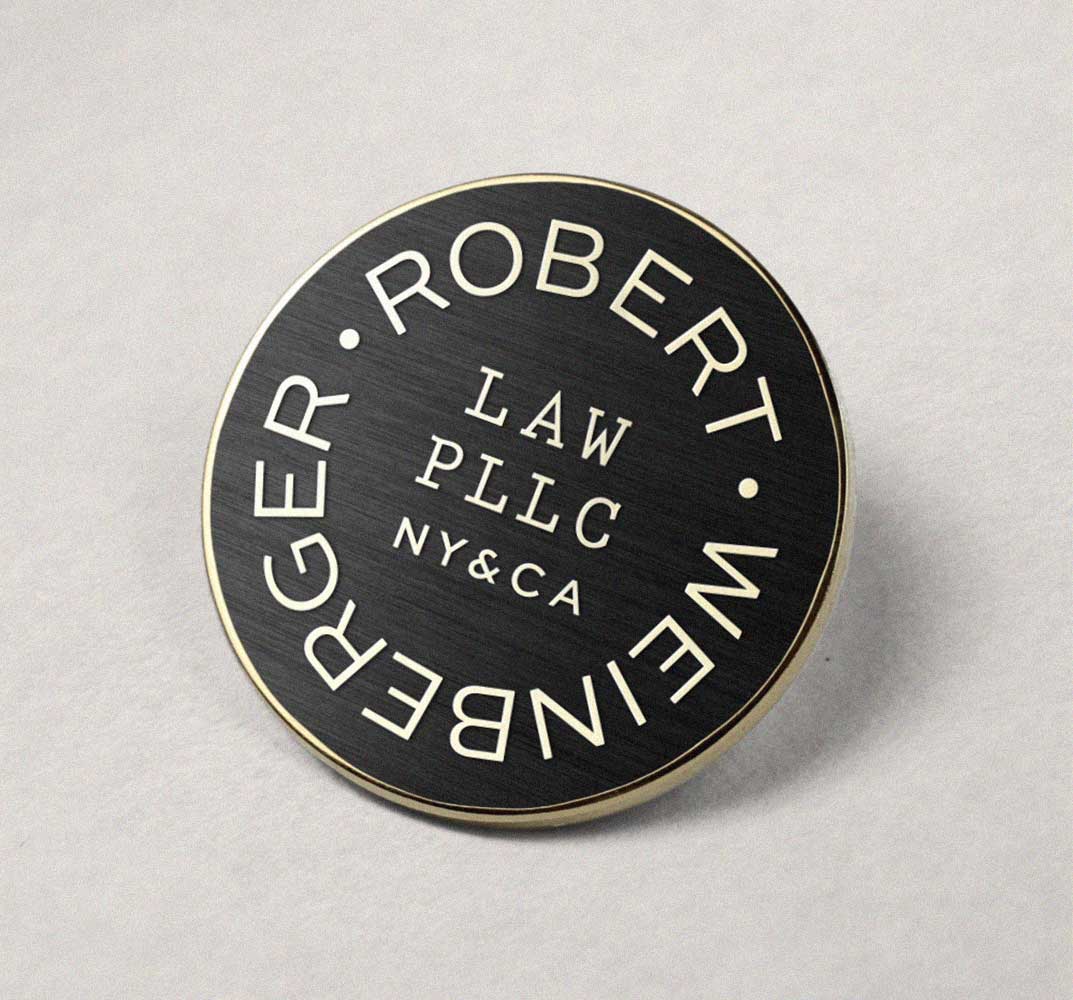 ROBERT • WEINBERGER •
LAW
PLLC
NY&CA